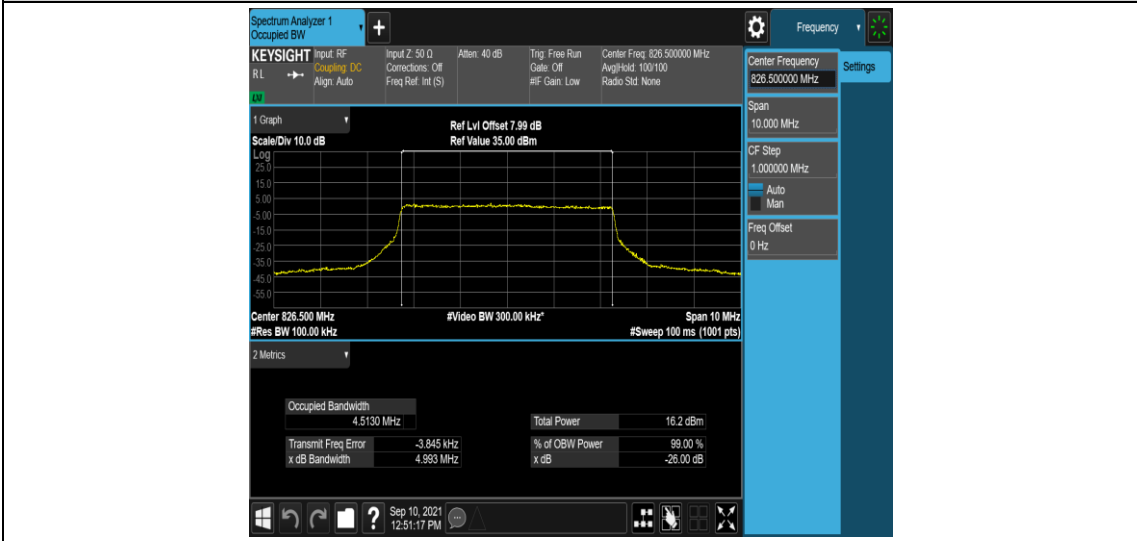 Spectrum Analyzer 1
Occupied BW
+
Frequency
KEYSIGHT
RL
LXI
Input: RF
Coupling: DC
Align: Auto
Input Z: 50 Ω
Corrections: Off
Freq Ref: Int (S)
Atten: 40 dB
Trig: Free Run
Gate: Off
#IF Gain: Low
Center Freq: 826.500000 MHz
Avg|Hold: 100/100
Radio Std: None
Center Frequency
826.500000 MHz
Settings
Span
10.000 MHz
CF Step
1.000000 MHz
Auto
Man
Freq Offset
0 Hz
1 Graph
Scale/Div 10.0 dB
Ref Lvl Offset 7.99 dB
Ref Value 35.00 dBm
Log
25.0
15.0
5.00
-5.00
-15.0
-25.0
-35.0
-45.0
-55.0
Center 826.500 MHz
#Video BW 300.00 kHz*
Span 10 MHz
#Res BW 100.00 kHz
#Sweep 100 ms (1001 pts)
2 Metrics
Occupied Bandwidth
4.5130 MHz
Total Power 16.2 dBm
Transmit Freq Error -3.845 kHz
% of OBW Power 99.00 %
x dB Bandwidth 4.993 MHz
x dB -26.00 dB
?
Sep 10, 2021
12:51:17 PM